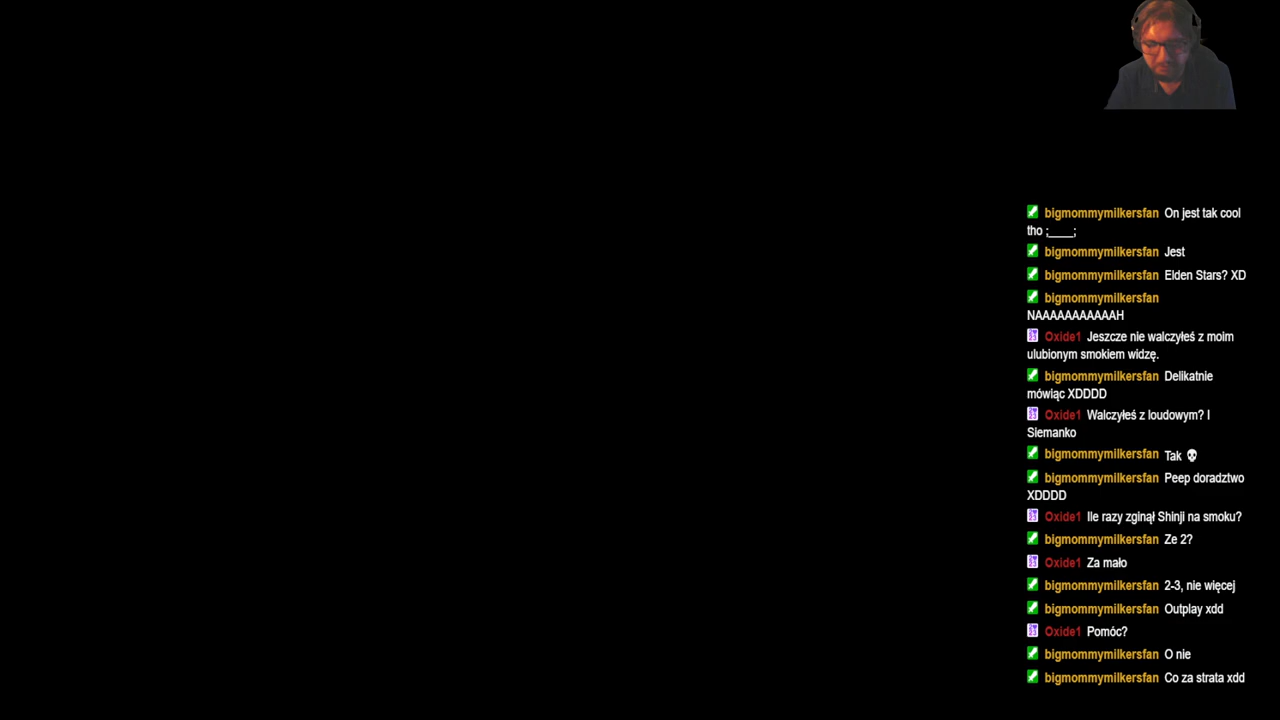 bigmommymilkersfan On jest tak cool
tho ;____;
bigmommymilkersfan Jest
bigmommymilkersfan Elden Stars? XD
bigmommymilkersfan
NAAAAAAAAAAAH
Oxide1 Jeszcze nie walczyłeś z moim
ulubionym smokiem widzę.
bigmommymilkersfan Delikatnie
mówiąc XDDDD
Oxide1 Walczyłeś z loudowym? I
Siemanko
bigmommymilkersfan Tak 💀
bigmommymilkersfan Peep doradztwo
XDDDD
Oxide1 Ile razy zginął Shinji na smoku?
bigmommymilkersfan Ze 2?
Oxide1 Za mało
bigmommymilkersfan 2-3, nie więcej
bigmommymilkersfan Outplay xdd
Oxide1 Pomóc?
bigmommymilkersfan O nie
bigmommymilkersfan Co za strata xdd